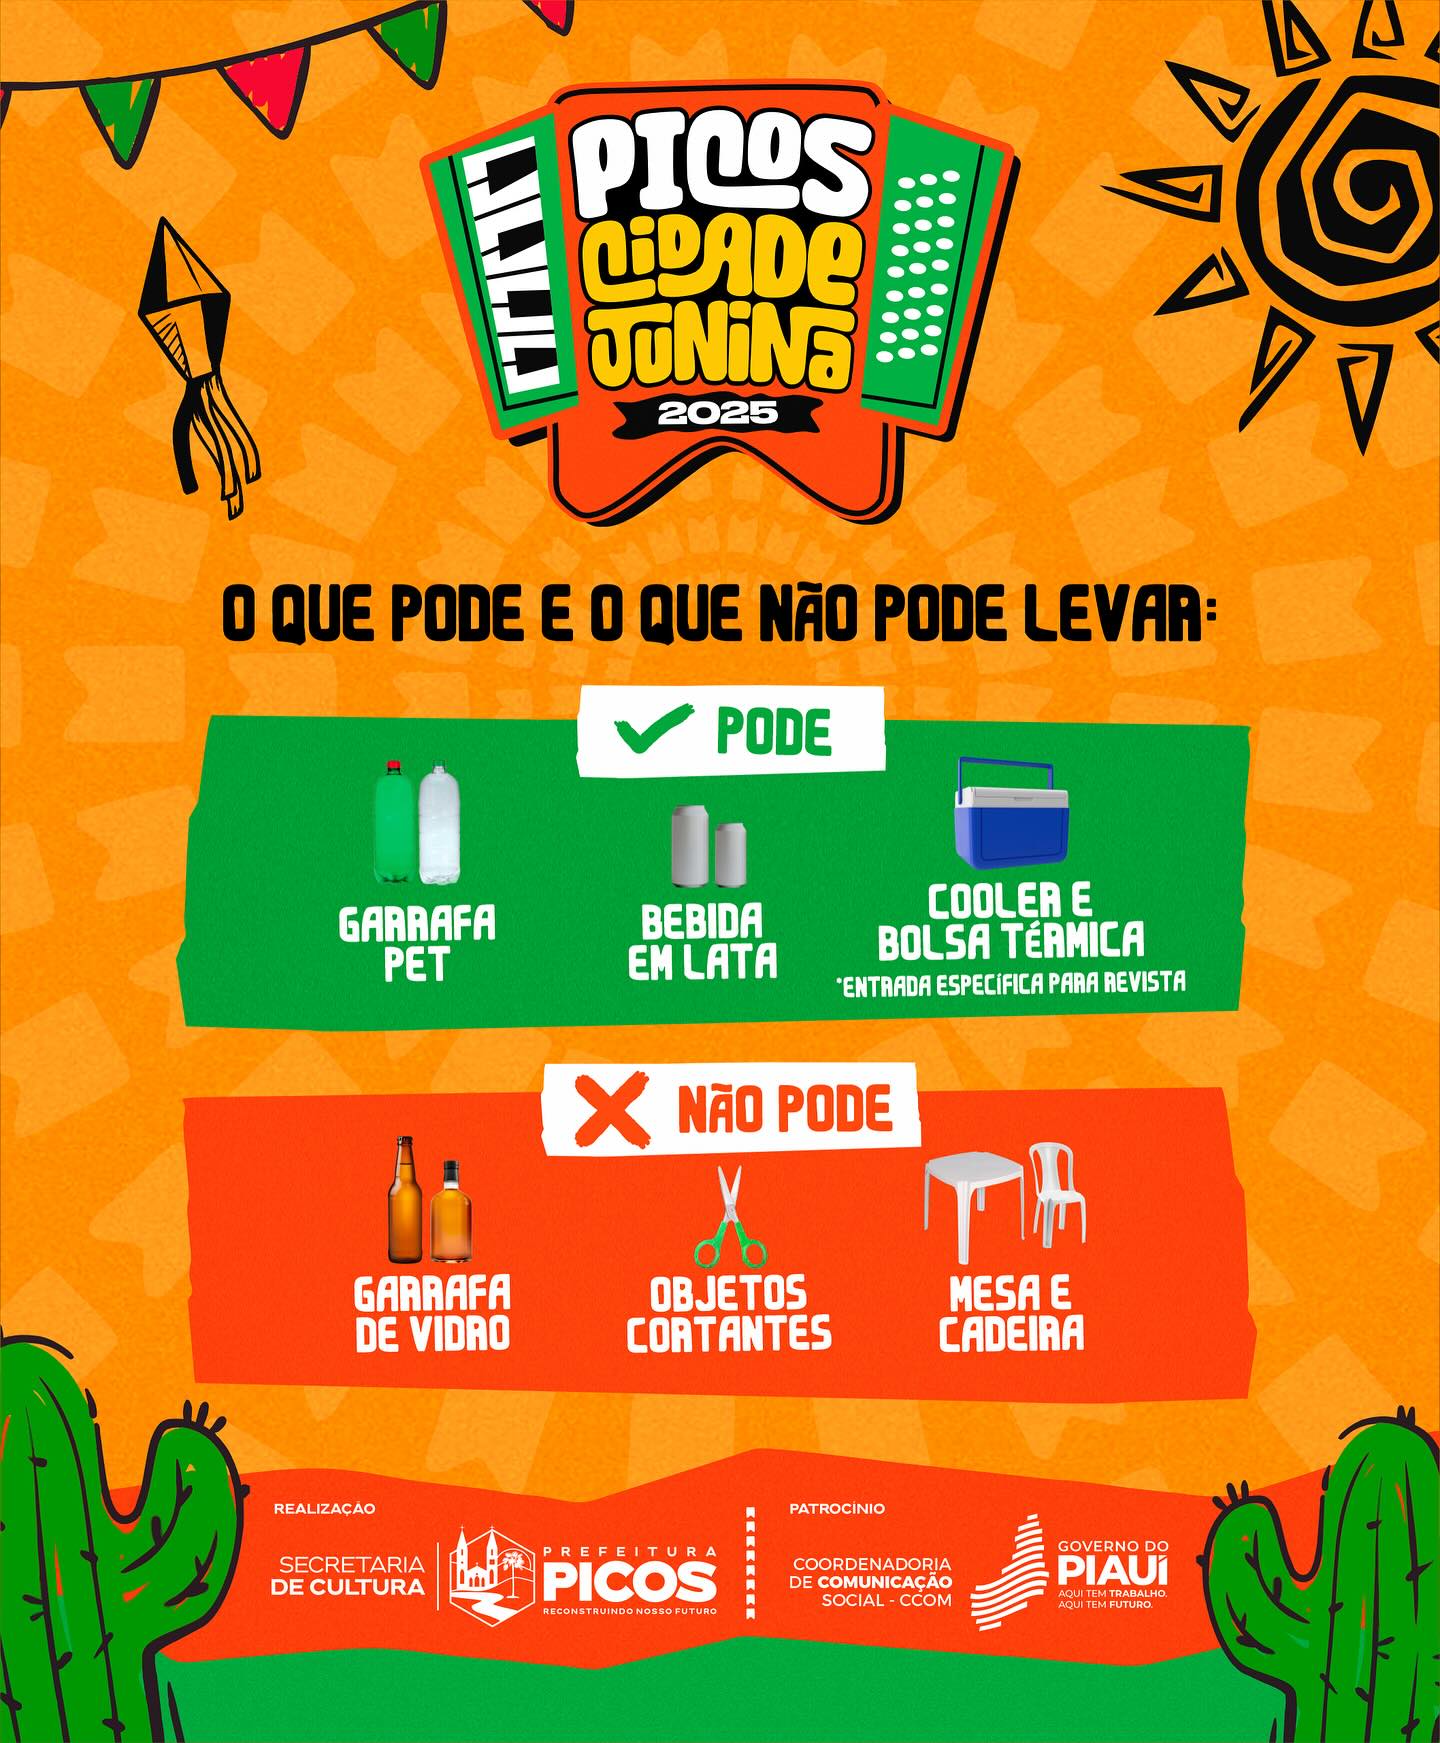 PICOS
CIDADE
JUNINA
2025
O QUE PODE E O QUE NÃO PODE LEVAR:
PODE
GARRAFA
PET
BEBIDA
EM LATA
COOLER E
BOLSA TÉRMICA
*ENTRADA ESPECÍFICA PARA REVISTA
NÃO PODE
GARRAFA
DE VIDRO
OBJETOS
CORTANTES
MESA E
CADEIRA
REALIZAÇÃO
SECRETARIA
DE CULTURA
PREFEITURA
PICOS
RECONSTRUINDO NOSSO FUTURO
PATROCÍNIO
COORDENADORIA
DE COMUNICAÇÃO
SOCIAL - CCOM
GOVERNO DO
PIAUÍ
AQUI TEM TRABALHO.
AQUI TEM FUTURO.